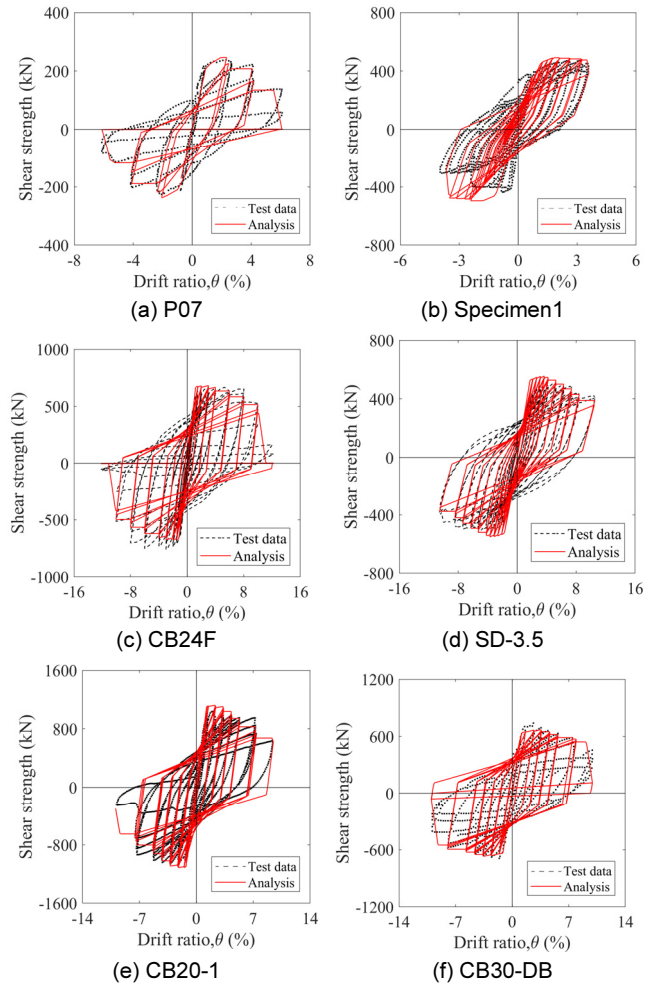 400
200
0
-200
-400
Shear strength (kN)
-8 -4 0 4 8
Drift ratio,θ (%)
Test data
Analysis
(a) P07
800
400
0
-400
-800
Shear strength (kN)
-6 -3 0 3 6
Drift ratio,θ (%)
Test data
Analysis
(b) Specimen1
1000
500
0
-500
-1000
Shear strength (kN)
-16 -8 0 8 16
Drift ratio,θ (%)
Test data
Analysis
(c) CB24F
800
400
0
-400
-800
Shear strength (kN)
-16 -8 0 8 16
Drift ratio,θ (%)
Test data
Analysis
(d) SD-3.5
1600
800
0
-800
-1600
Shear strength (kN)
-14 -7 0 7 14
Drift ratio,θ (%)
Test data
Analysis
(e) CB20-1
1200
600
0
-600
-1200
Shear strength (kN)
-14 -7 0 7 14
Drift ratio,θ (%)
Test data
Analysis
(f) CB30-DB